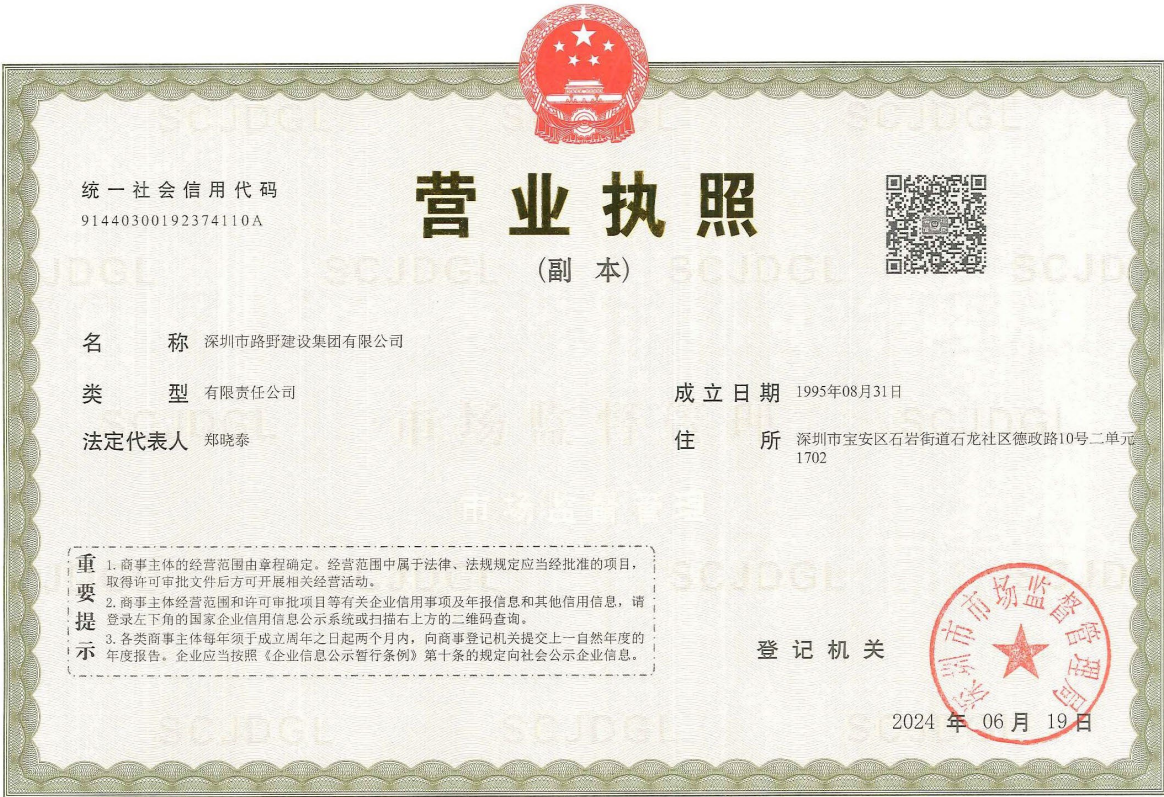 统一社会信用代码
91440300192374110A
营业执照
(副 本)
名 称 深圳市路野建设集团有限公司
类 型 有限责任公司
成立日期 1995年08月31日
法定代表人 郑晓泰
住 所 深圳市宝安区石岩街道石龙社区德政路10号二单元
1702
重要提示
1. 商事主体的经营范围由章程确定。经营范围中属于法律、法规规定应当经批准的项目，
取得许可审批文件后方可开展相关经营活动。
2. 商事主体经营范围和许可审批项目等有关企业信用事项及年报信息和其他信用信息，请
登录左下角的国家企业信用信息公示系统或扫描右上方的二维码查询。
3. 各类商事主体每年须于成立周年之日起两个月内，向商事登记机关提交上一自然年度的
年度报告。企业应当按照《企业信息公示暂行条例》第十条的规定向社会公示企业信息。
登记机关
深圳市市场监督管理局
2024 年 06 月 19 日
SCJDGL
市场监督管理